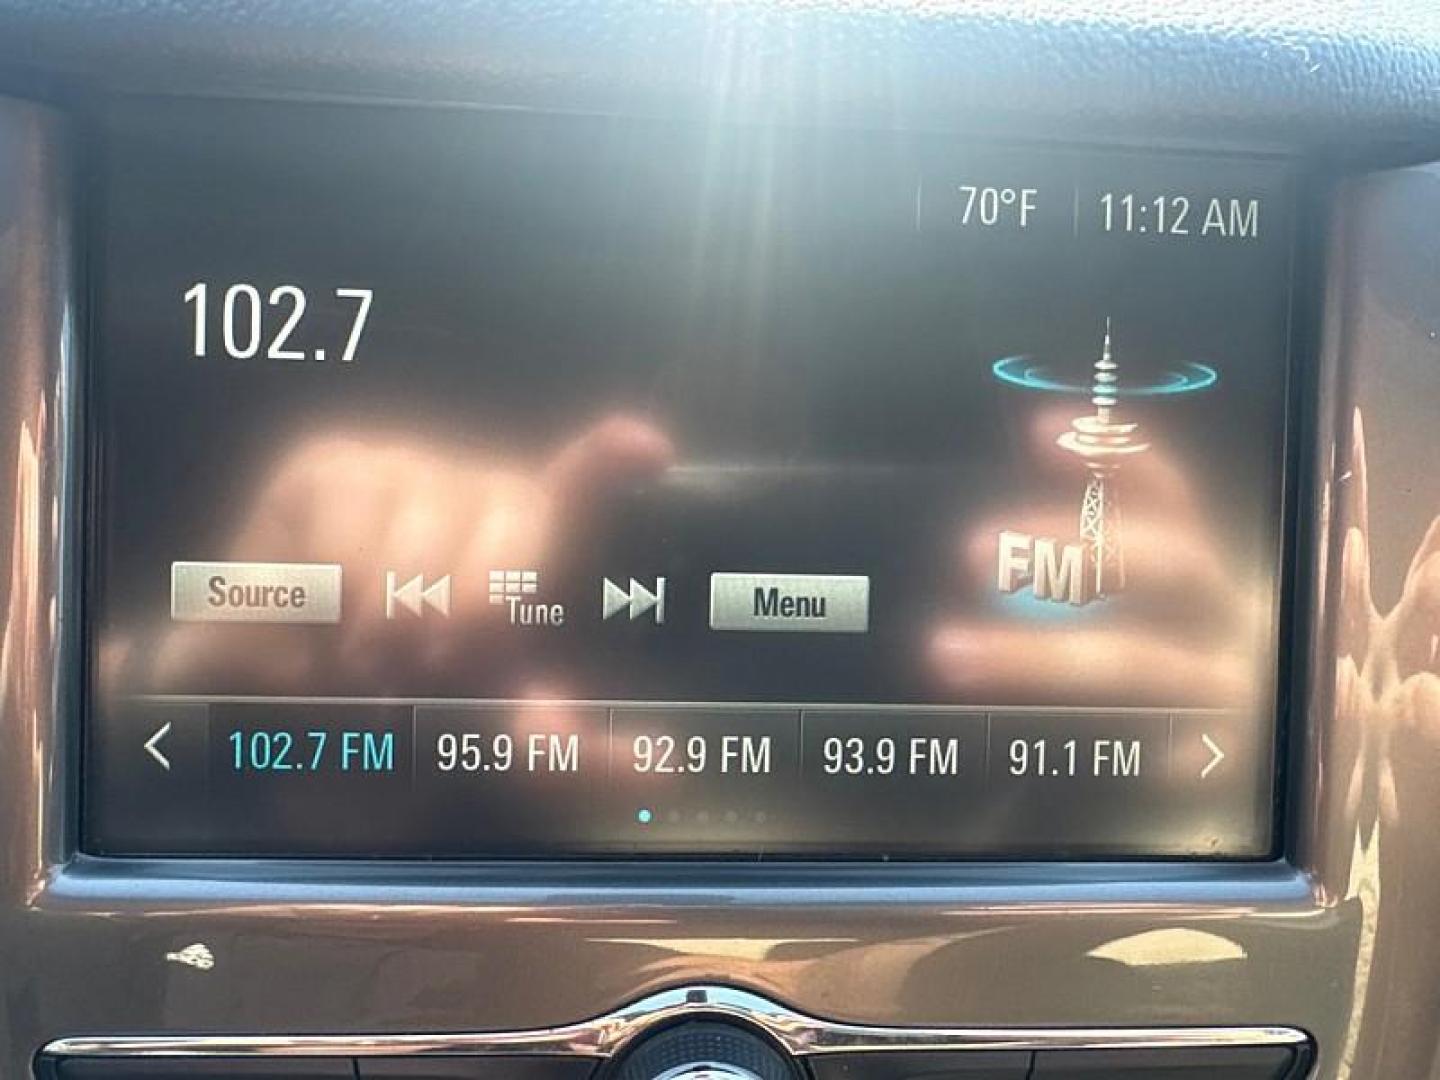 70°F 11:12 AM
102.7
FM
Source Tune Menu
102.7 FM 95.9 FM 92.9 FM 93.9 FM 91.1 FM